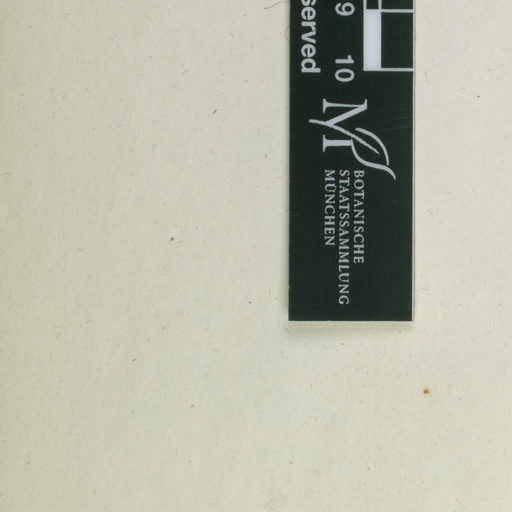 9 10
served
BOTANISCHE
STAATSSAMMLUNG
MÜNCHEN